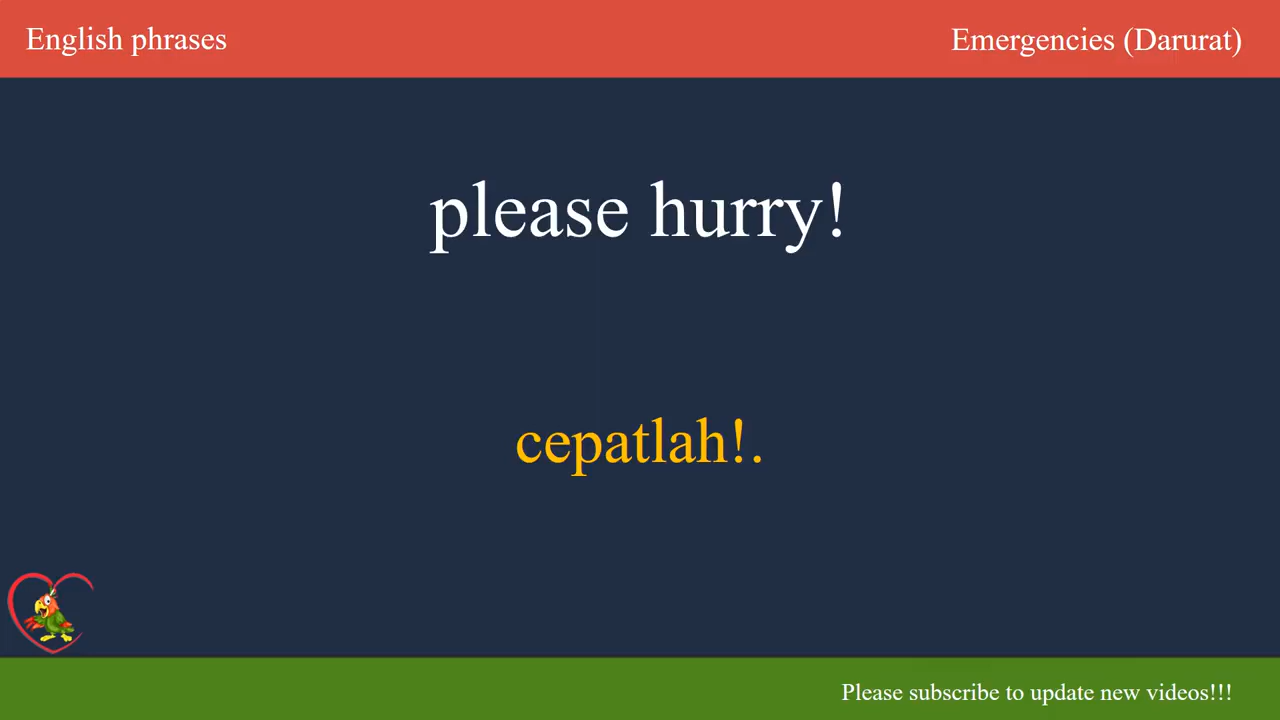 English phrases
Emergencies (Darurat)
please hurry!
cepatlah!.
Please subscribe to update new videos!!!